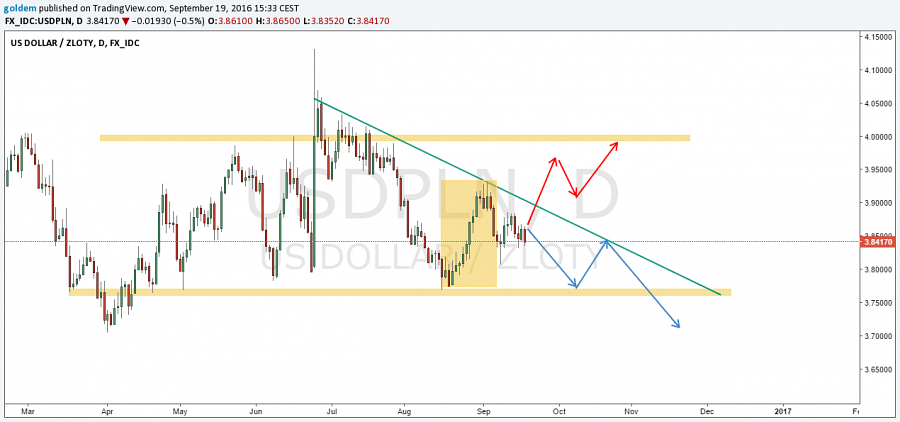 goldem published on TradingView.com, September 19, 2016 15:33 CEST
FX_IDC:USDPLN, D 3.84170 ▼ −0.01930 (−0.5%) O:3.86100 H:3.86500 L:3.83520 C:3.84170
US DOLLAR / ZLOTY, D, FX_IDC
USDPLN / D
US DOLLAR / ZLOTY
4.15000
4.10000
4.05000
4.00000
3.95000
3.90000
3.84170
3.80000
3.75000
3.70000
3.65000
Mar Apr May Jun Jul Aug Sep Oct Nov Dec 2017